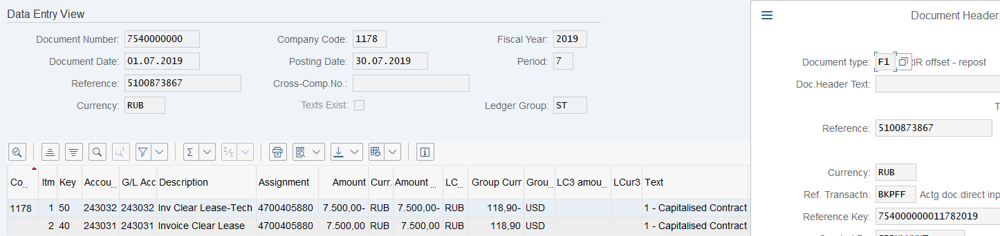 Data Entry View
Document Number: 7540000000 Company Code: 1178 Fiscal Year: 2019
Document Date: 01.07.2019 Posting Date: 30.07.2019 Period: 7
Reference: 5100873867 Cross-Comp.No.:
Currency: RUB Texts Exist: Ledger Group: ST
Co... Itm Key Accou... G/L Acc Description Assignment Amount Curr. Amount ... LC... Group Curr Grou... LC3 amou... LCur3 Text
1178 1 50 243032 243032 Inv Clear Lease-Tech 4700405880 7.500,00- RUB 7.500,00- RUB 118,90- USD 1 - Capitalised Contract
2 40 243031 243031 Invoice Clear Lease 4700405880 7.500,00 RUB 7.500,00 RUB 118,90 USD 1 - Capitalised Contract
Document Header:
Document type: F1 IR offset - repost
Doc.Header Text:
Reference: 5100873867
Currency: RUB
Ref. Transactn: BKPFF Actg doc.direct inp
Reference Key: 754000000011782019